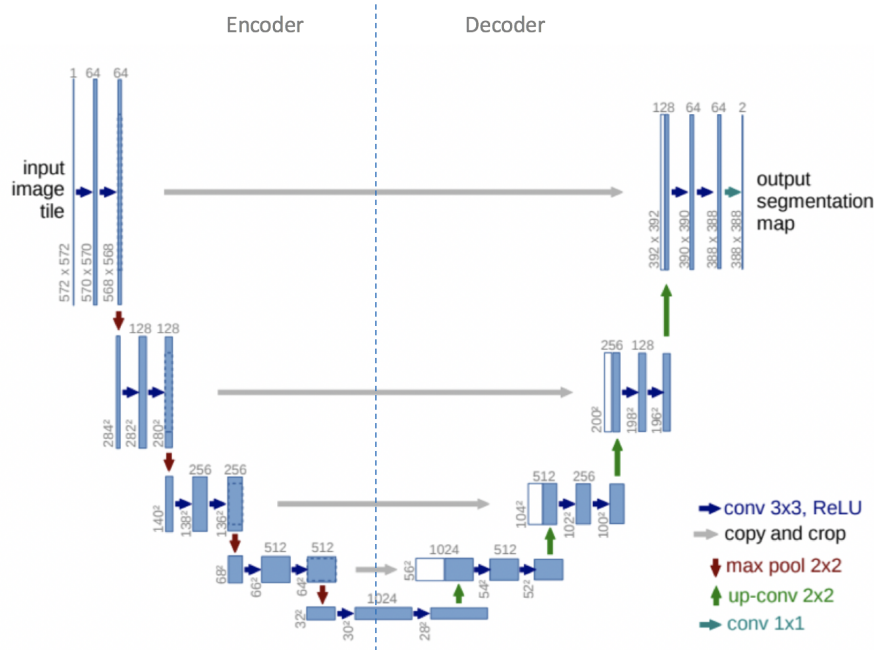 Encoder Decoder
1 64 64
128 64 64 2
input
image
tile
output
segmentation
map
572 x 572
570 x 570
568 x 568
392 x 392
390 x 390
388 x 388
388 x 388
128 128
256 128
284²
282²
280²
200²
198²
196²
256 256
512 256
140²
138²
136²
104²
102²
100²
512 512
1024 512
68²
66²
64²
56²
54²
52²
1024
32²
30²
28²
conv 3x3, ReLU
copy and crop
max pool 2x2
up-conv 2x2
conv 1x1